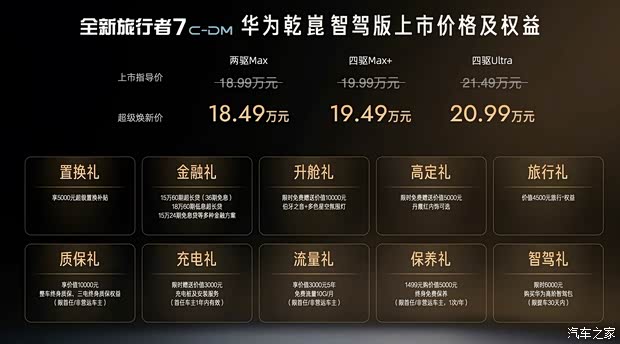 全新旅行者7 C-DM 华为乾崑智驾版上市价格及权益
两驱Max 四驱Max+ 四驱Ultra
上市指导价 18.99万元 19.99万元 21.49万元
超级焕新价 18.49万元 19.49万元 20.99万元
置换礼
享5000元超级置换补贴
金融礼
15万60期超长贷（36期免息）
18万60期低息超长贷
15万24期免息贷等多种金融方案
升舱礼
限时免费赠送价值10000元
伯牙之音+多色星空氛围灯
高定礼
限时免费赠送价值5000元
丹霞红内饰可选
旅行礼
价值4500元旅行⁺权益
质保礼
享价值10000元
整车终身质保、三电终身质保权益
（限首任/非营运车主）
充电礼
限时赠送价值3000元
充电桩及安装服务
（首任车主1年内有效）
流量礼
享价值3000元5年
免费流量10G/月
（限首任/非营运车主）
保养礼
1499元购价值5000元
终身免费保养
（限首任/非营运车主，1次/年）
智驾礼
限时6000元
购买华为高阶智驾包
（限提车30天内）
汽车之家